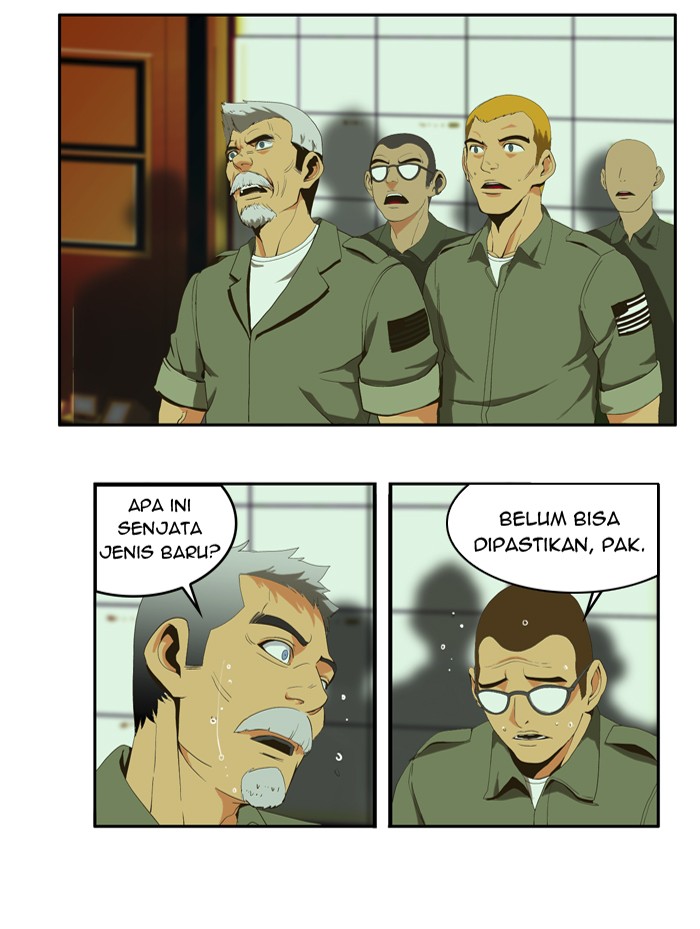 APA INI
SENJATA
JENIS BARU?
BELUM BISA
DIPASTIKAN, PAK.